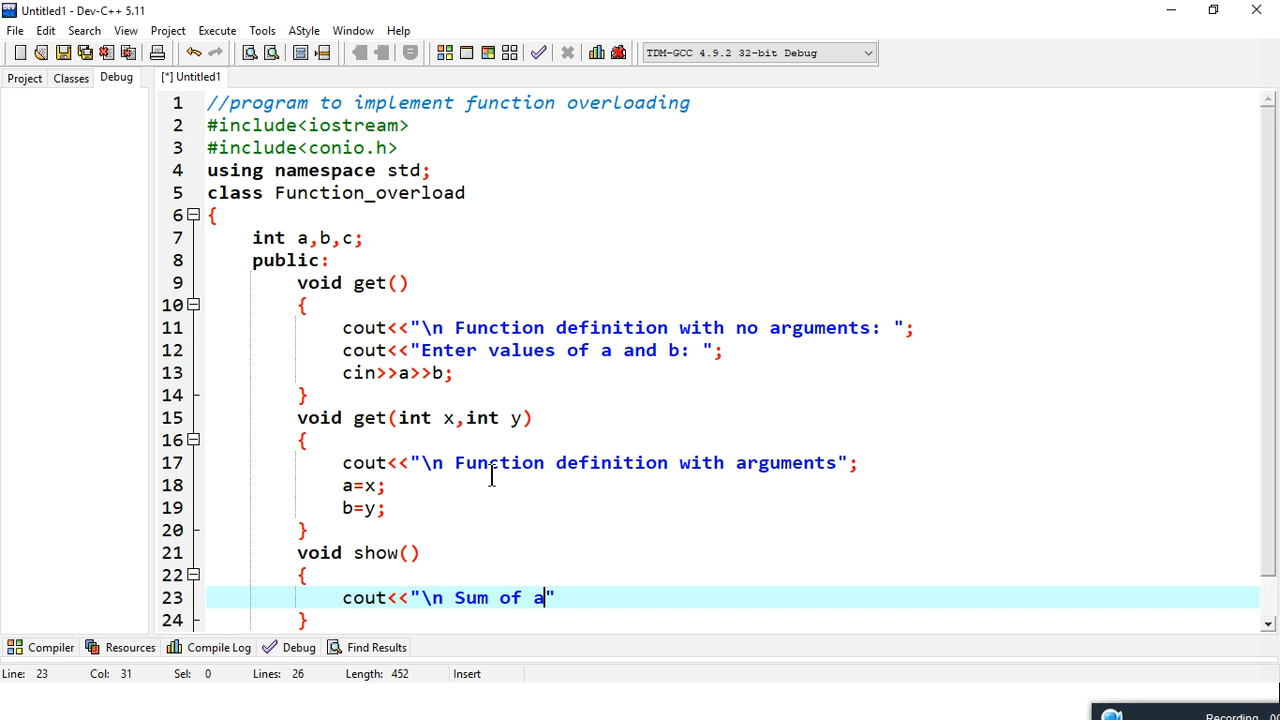 Untitled1 - Dev-C++ 5.11
File Edit Search View Project Execute Tools AStyle Window Help
TDM-GCC 4.9.2 32-bit Debug
Project Classes Debug [*] Untitled1
1 //program to implement function overloading
2 #include<iostream>
3 #include<conio.h>
4 using namespace std;
5 class Function_overload
6 {
7 int a,b,c;
8 public:
9 void get()
10 {
11 cout<<"\n Function definition with no arguments: ";
12 cout<<"Enter values of a and b: ";
13 cin>>a>>b;
14 }
15 void get(int x,int y)
16 {
17 cout<<"\n Function definition with arguments";
18 a=x;
19 b=y;
20 }
21 void show()
22 {
23 cout<<"\n Sum of a"
24 }
Compiler Resources Compile Log Debug Find Results
Line: 23 Col: 31 Sel: 0 Lines: 26 Length: 452 Insert
Recording